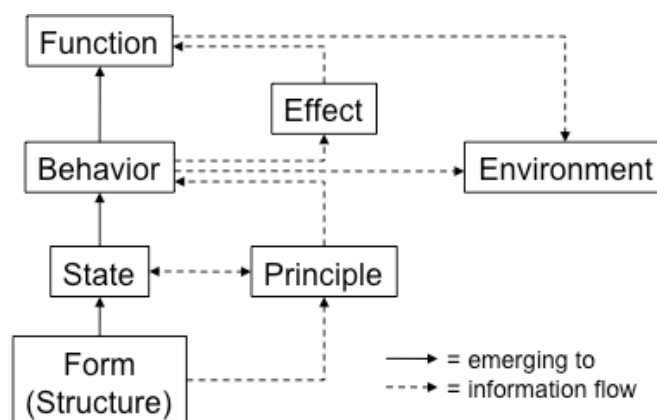 Function
Effect
Behavior
Environment
State
Principle
Form
(Structure)
= emerging to
= information flow